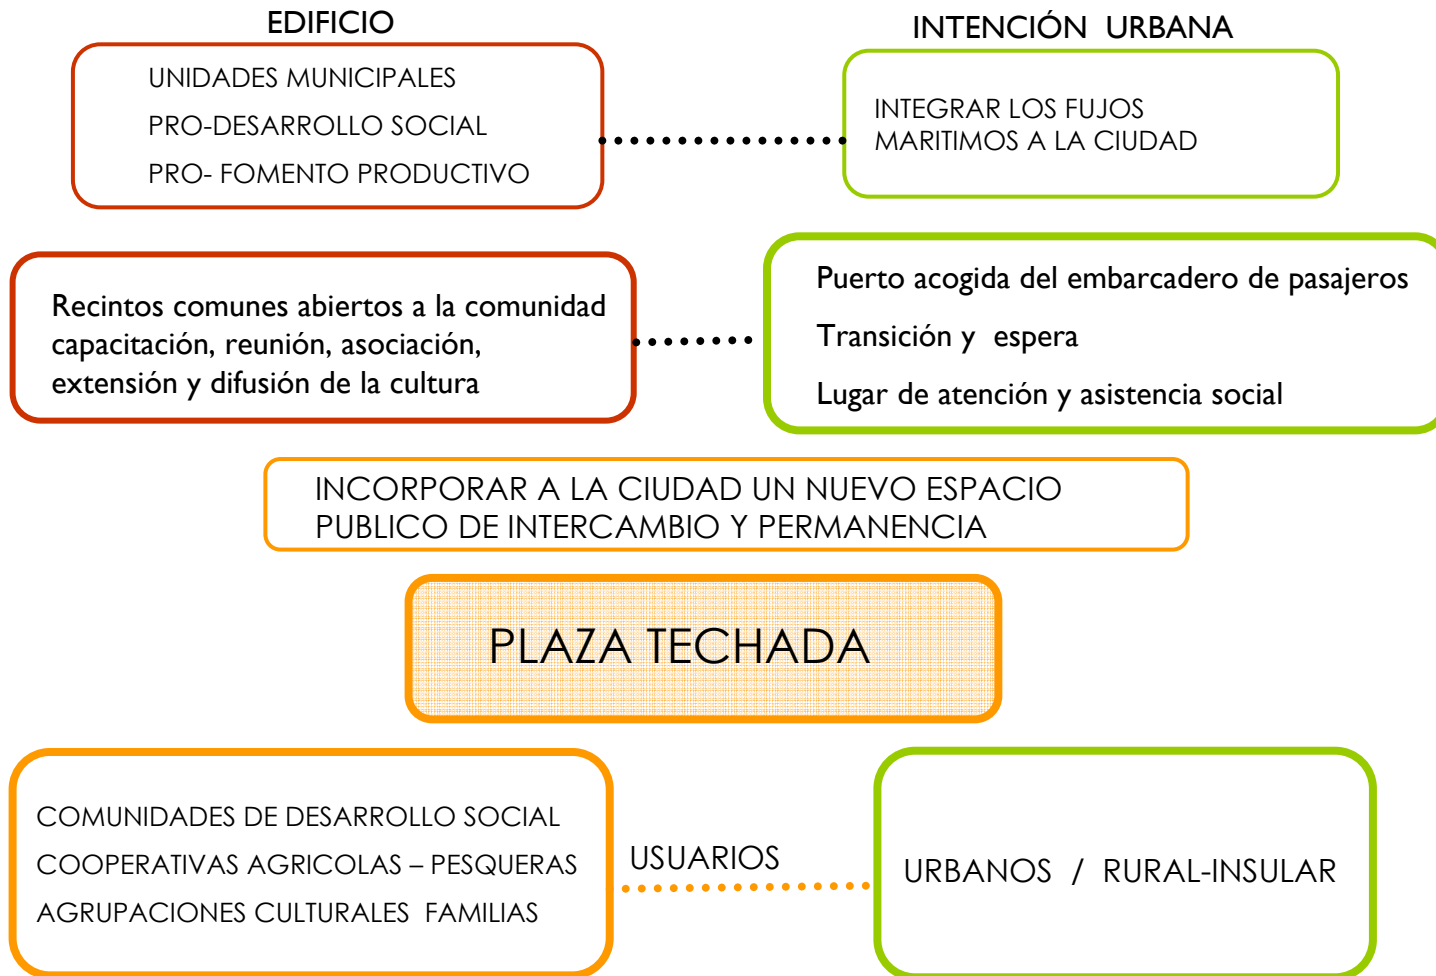 EDIFICIO
UNIDADES MUNICIPALES
PRO-DESARROLLO SOCIAL
PRO- FOMENTO PRODUCTIVO
INTENCIÓN URBANA
INTEGRAR LOS FUJOS
MARITIMOS A LA CIUDAD
Recintos comunes abiertos a la comunidad
capacitación, reunión, asociación,
extensión y difusión de la cultura
Puerto acogida del embarcadero de pasajeros
Transición y espera
Lugar de atención y asistencia social
INCORPORAR A LA CIUDAD UN NUEVO ESPACIO
PUBLICO DE INTERCAMBIO Y PERMANENCIA
PLAZA TECHADA
COMUNIDADES DE DESARROLLO SOCIAL
COOPERATIVAS AGRICOLAS – PESQUERAS
AGRUPACIONES CULTURALES FAMILIAS
USUARIOS
URBANOS / RURAL-INSULAR